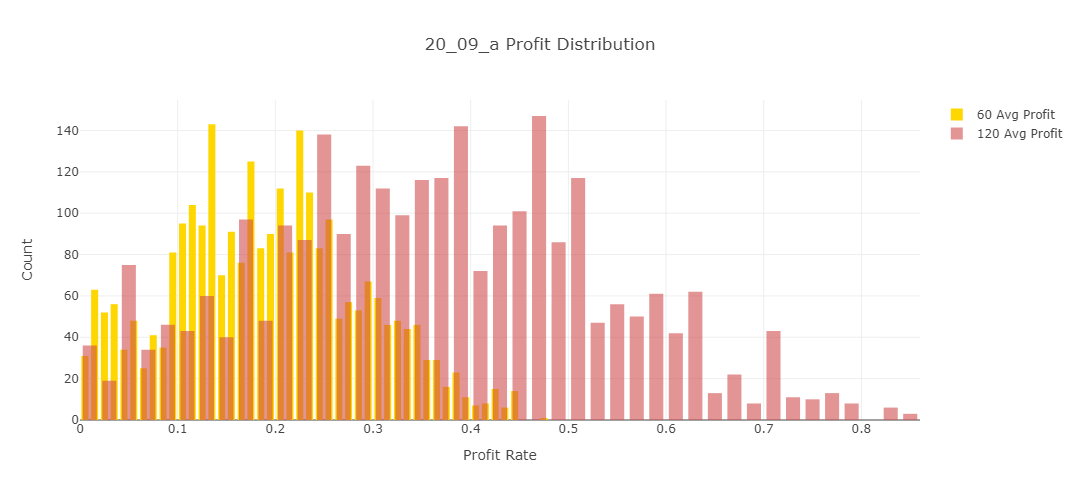 20_09_a Profit Distribution
60 Avg Profit
120 Avg Profit
140
120
100
80
60
40
20
0
0 0.1 0.2 0.3 0.4 0.5 0.6 0.7 0.8
Count
Profit Rate